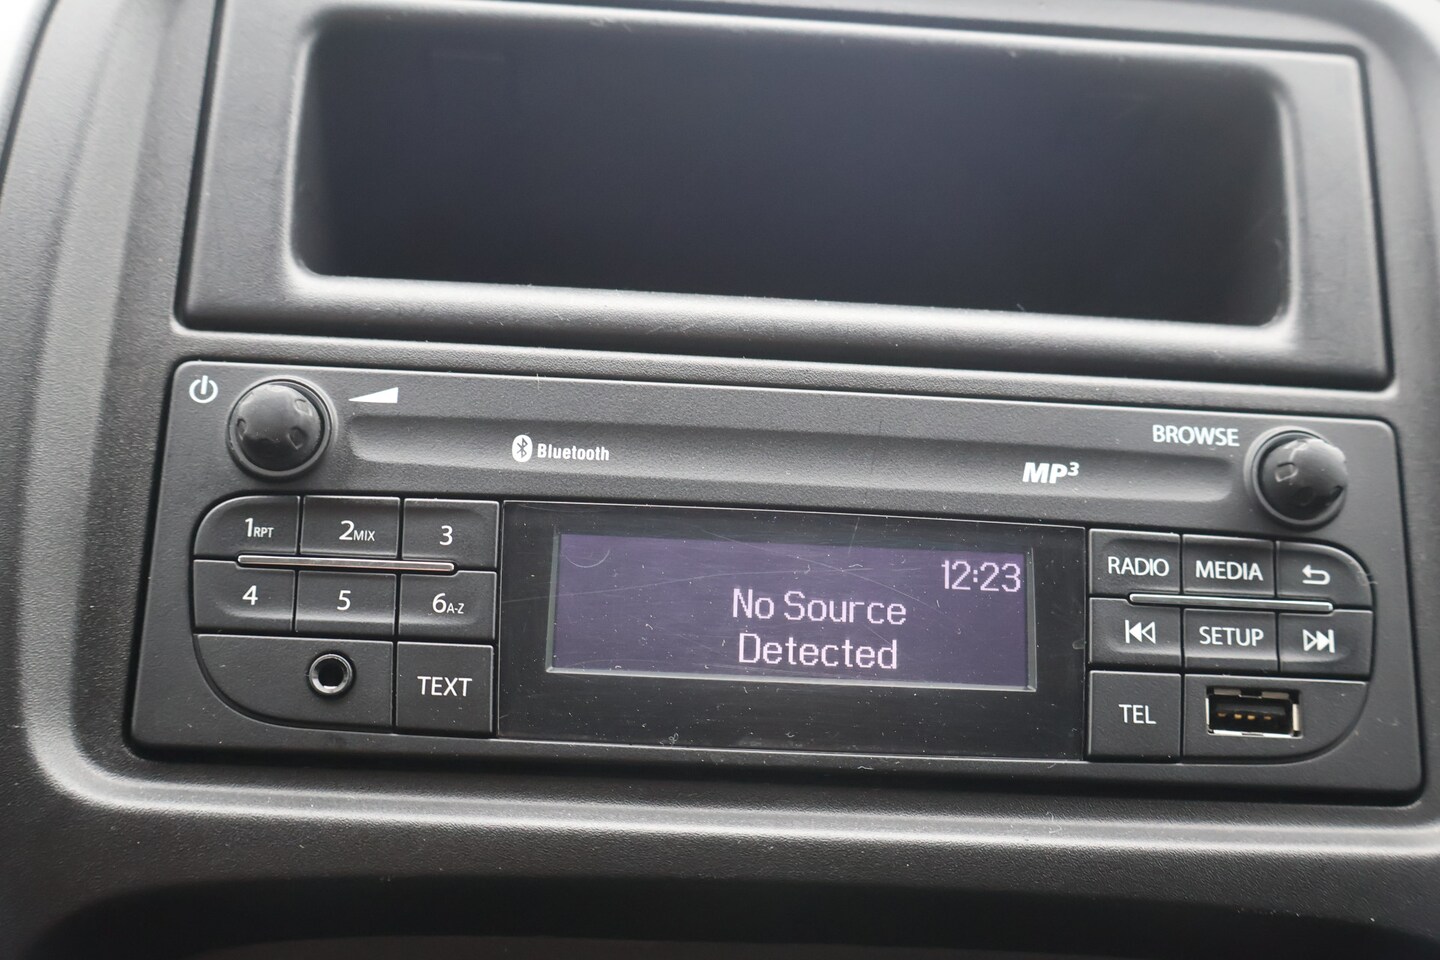 BROWSE
Bluetooth
MP3
1RPT 2MIX 3
4 5 6A-Z
TEXT
12:23
No Source
Detected
RADIO MEDIA
SETUP
TEL